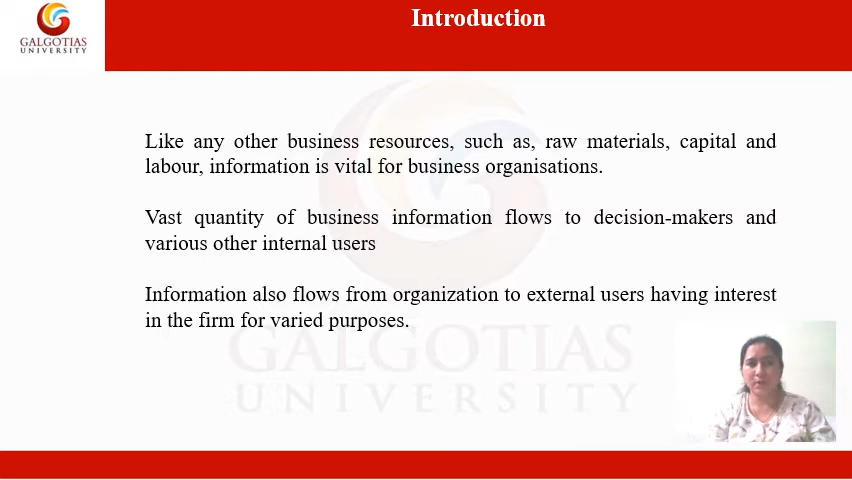 Introduction
GALGOTIAS
UNIVERSITY
Like any other business resources, such as, raw materials, capital and
labour, information is vital for business organisations.
Vast quantity of business information flows to decision-makers and
various other internal users
Information also flows from organization to external users having interest
in the firm for varied purposes.
GALGOTIAS
UNIVERSITY